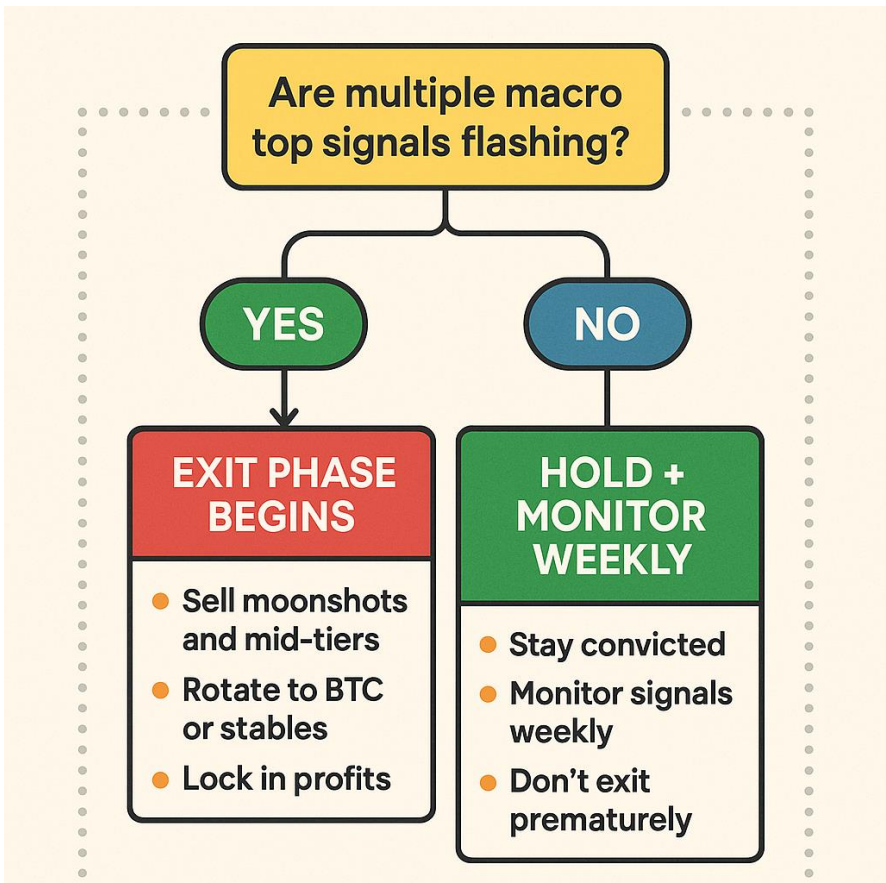 Are multiple macro
top signals flashing?
YES
NO
EXIT PHASE
BEGINS
Sell moonshots
and mid-tiers
Rotate to BTC
or stables
Lock in profits
HOLD +
MONITOR
WEEKLY
Stay convicted
Monitor signals
weekly
Don't exit
prematurely